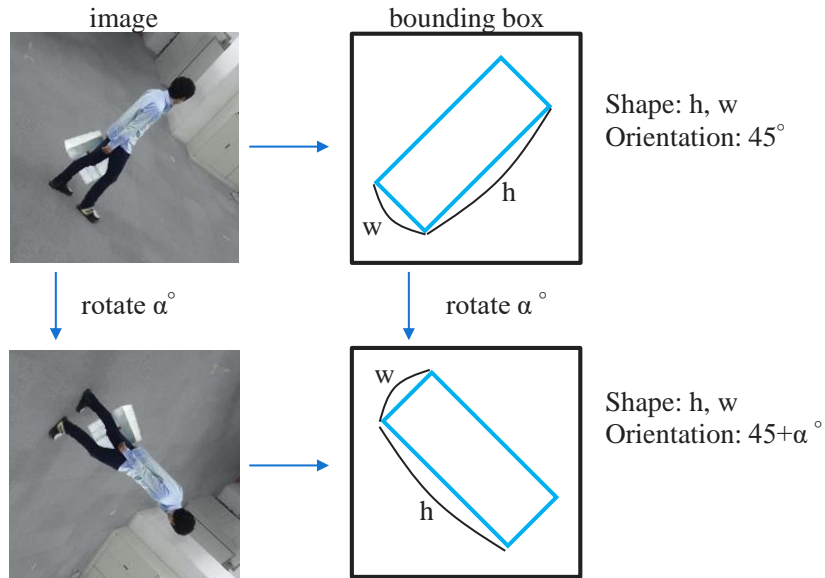 image
bounding box
Shape: h, w
Orientation: 45°
h
w
rotate α°
rotate α °
w
h
Shape: h, w
Orientation: 45+α °